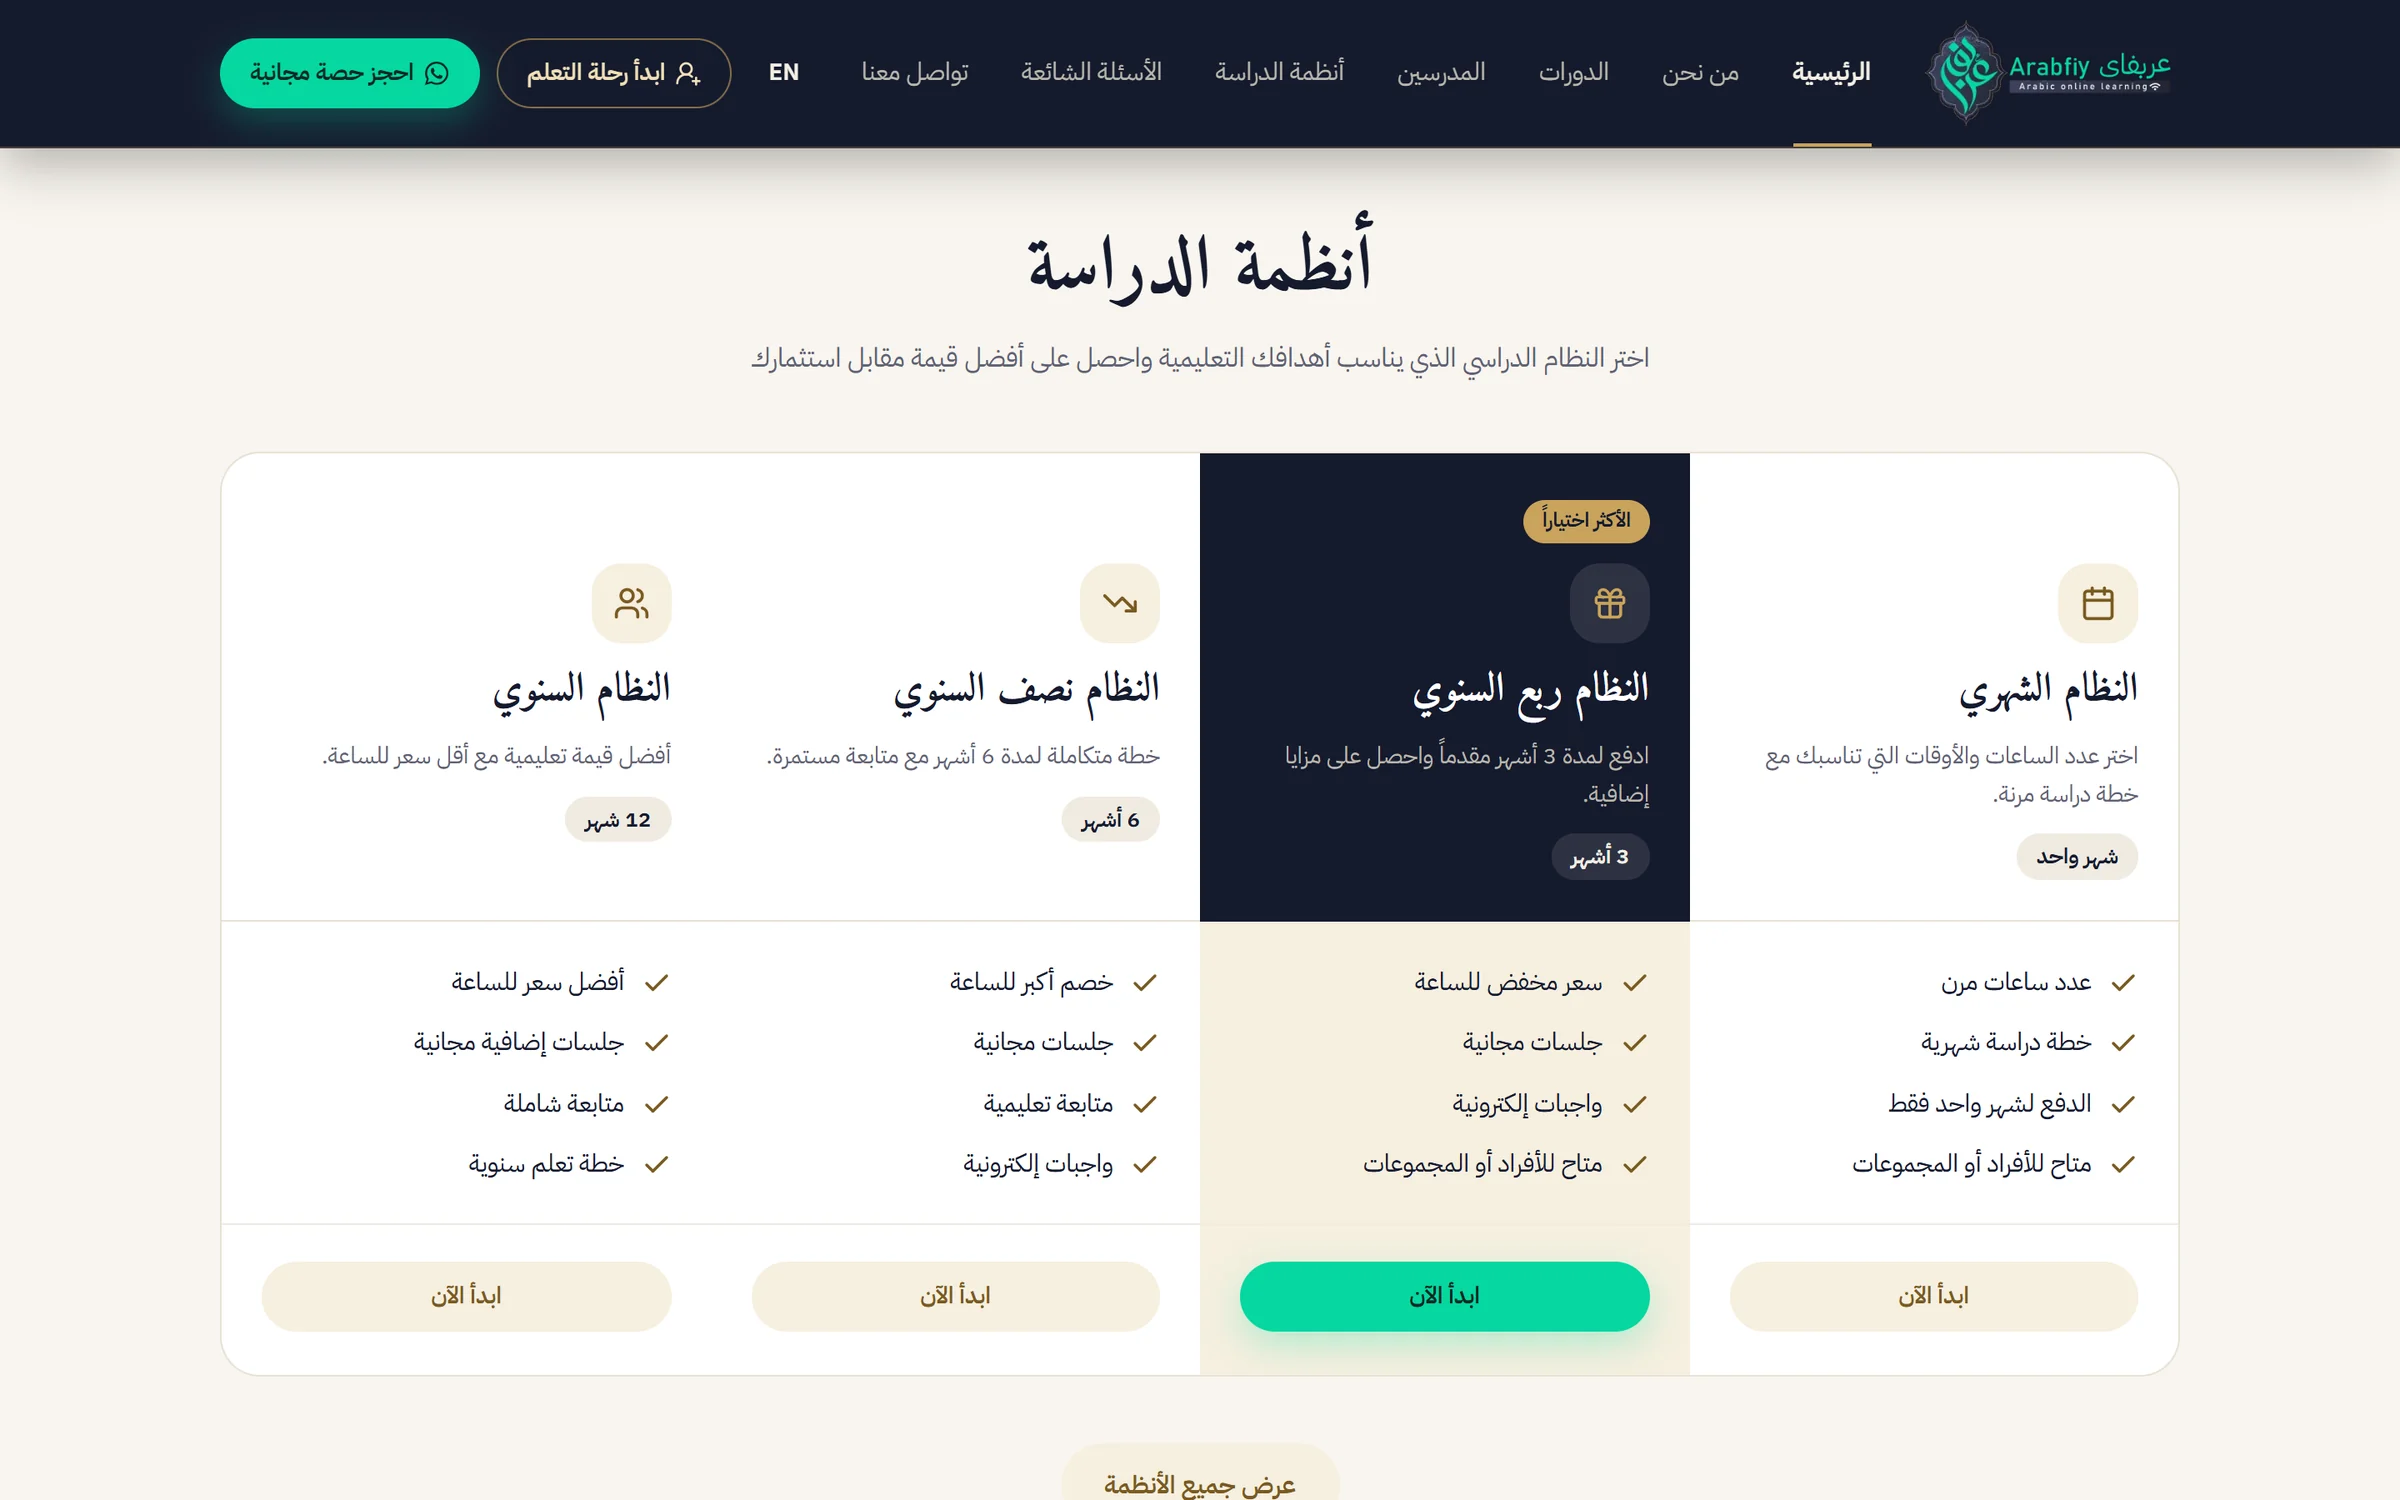 عربفاي Arabfiy
Arabic online learning
الرئيسية
من نحن
الدورات
المدرسين
أنظمة الدراسة
الأسئلة الشائعة
تواصل معنا
EN
ابدأ رحلة التعلم
احجز حصة مجانية
أنظمة الدراسة
اختر النظام الدراسي الذي يناسب أهدافك التعليمية واحصل على أفضل قيمة مقابل استثمارك
النظام الشهري
اختر عدد الساعات والأوقات التي تناسبك مع
خطة دراسة مرنة.
شهر واحد
الأكثر اختياراً
النظام ربع السنوي
ادفع لمدة 3 أشهر مقدماً واحصل على مزايا
إضافية.
3 أشهر
النظام نصف السنوي
خطة متكاملة لمدة 6 أشهر مع متابعة مستمرة.
6 أشهر
النظام السنوي
أفضل قيمة تعليمية مع أقل سعر للساعة.
12 شهر
عدد ساعات مرن
خطة دراسة شهرية
الدفع لشهر واحد فقط
متاح للأفراد أو المجموعات
سعر مخفض للساعة
جلسات مجانية
واجبات إلكترونية
متاح للأفراد أو المجموعات
خصم أكبر للساعة
جلسات مجانية
متابعة تعليمية
واجبات إلكترونية
أفضل سعر للساعة
جلسات إضافية مجانية
متابعة شاملة
خطة تعلم سنوية
ابدأ الآن
ابدأ الآن
ابدأ الآن
ابدأ الآن
عرض جميع الأنظمة